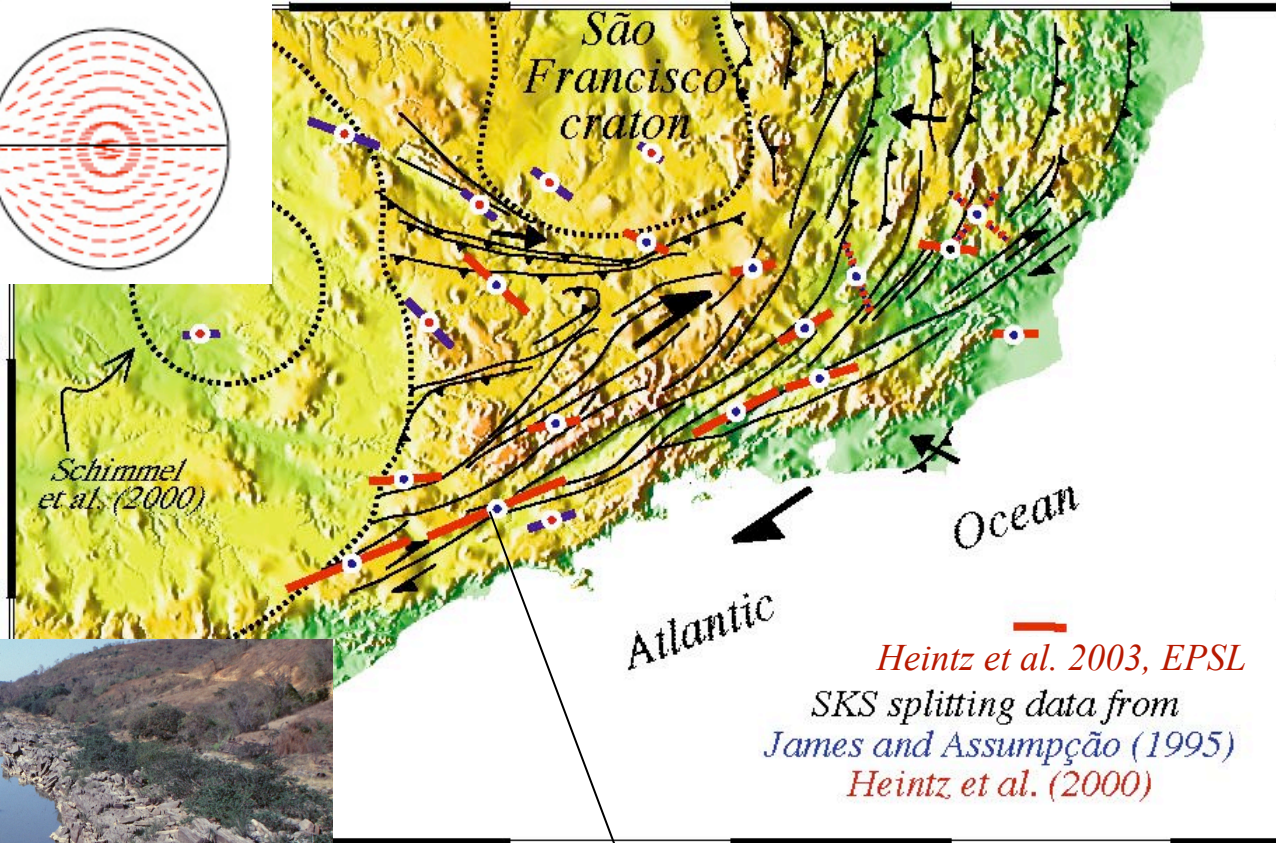 São
Francisco
craton
Schimmel
et al. (2000)
Ocean
Atlantic
Heintz et al. 2003, EPSL
SKS splitting data from
James and Assumpção (1995)
Heintz et al. (2000)